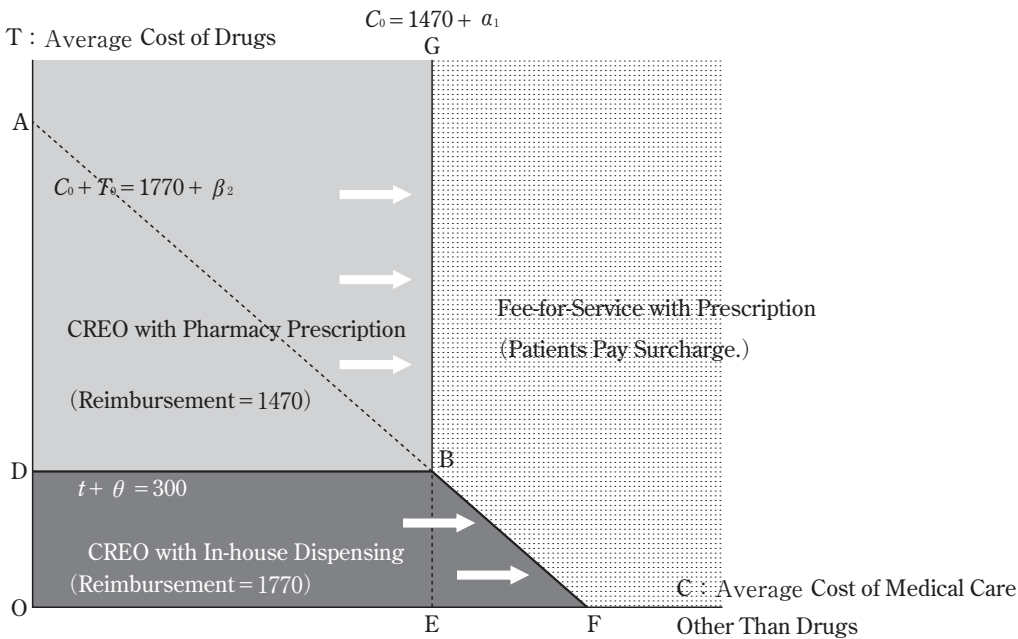 C₀ = 1470 + α₁
T : Average Cost of Drugs
G
A
C₀ + T₀ = 1770 + β₂
Fee-for-Service with Prescription
CREO with Pharmacy Prescription
(Patients Pay Surcharge.)
(Reimbursement = 1470)
B
D
t + θ = 300
CREO with In-house Dispensing
(Reimbursement = 1770)
C : Average Cost of Medical Care
O
E
F
Other Than Drugs